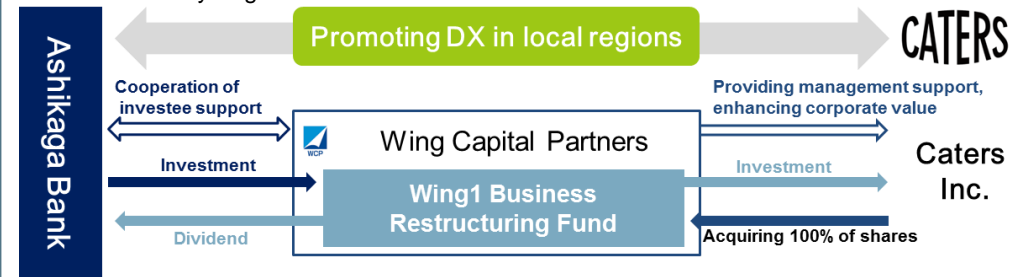 Promoting DX in local regions
CATERS
Ashikaga Bank
Cooperation of
investee support
Providing management support,
enhancing corporate value
WCP
Wing Capital Partners
Caters
Inc.
Investment
Wing1 Business
Restructuring Fund
Investment
Dividend
Acquiring 100% of shares